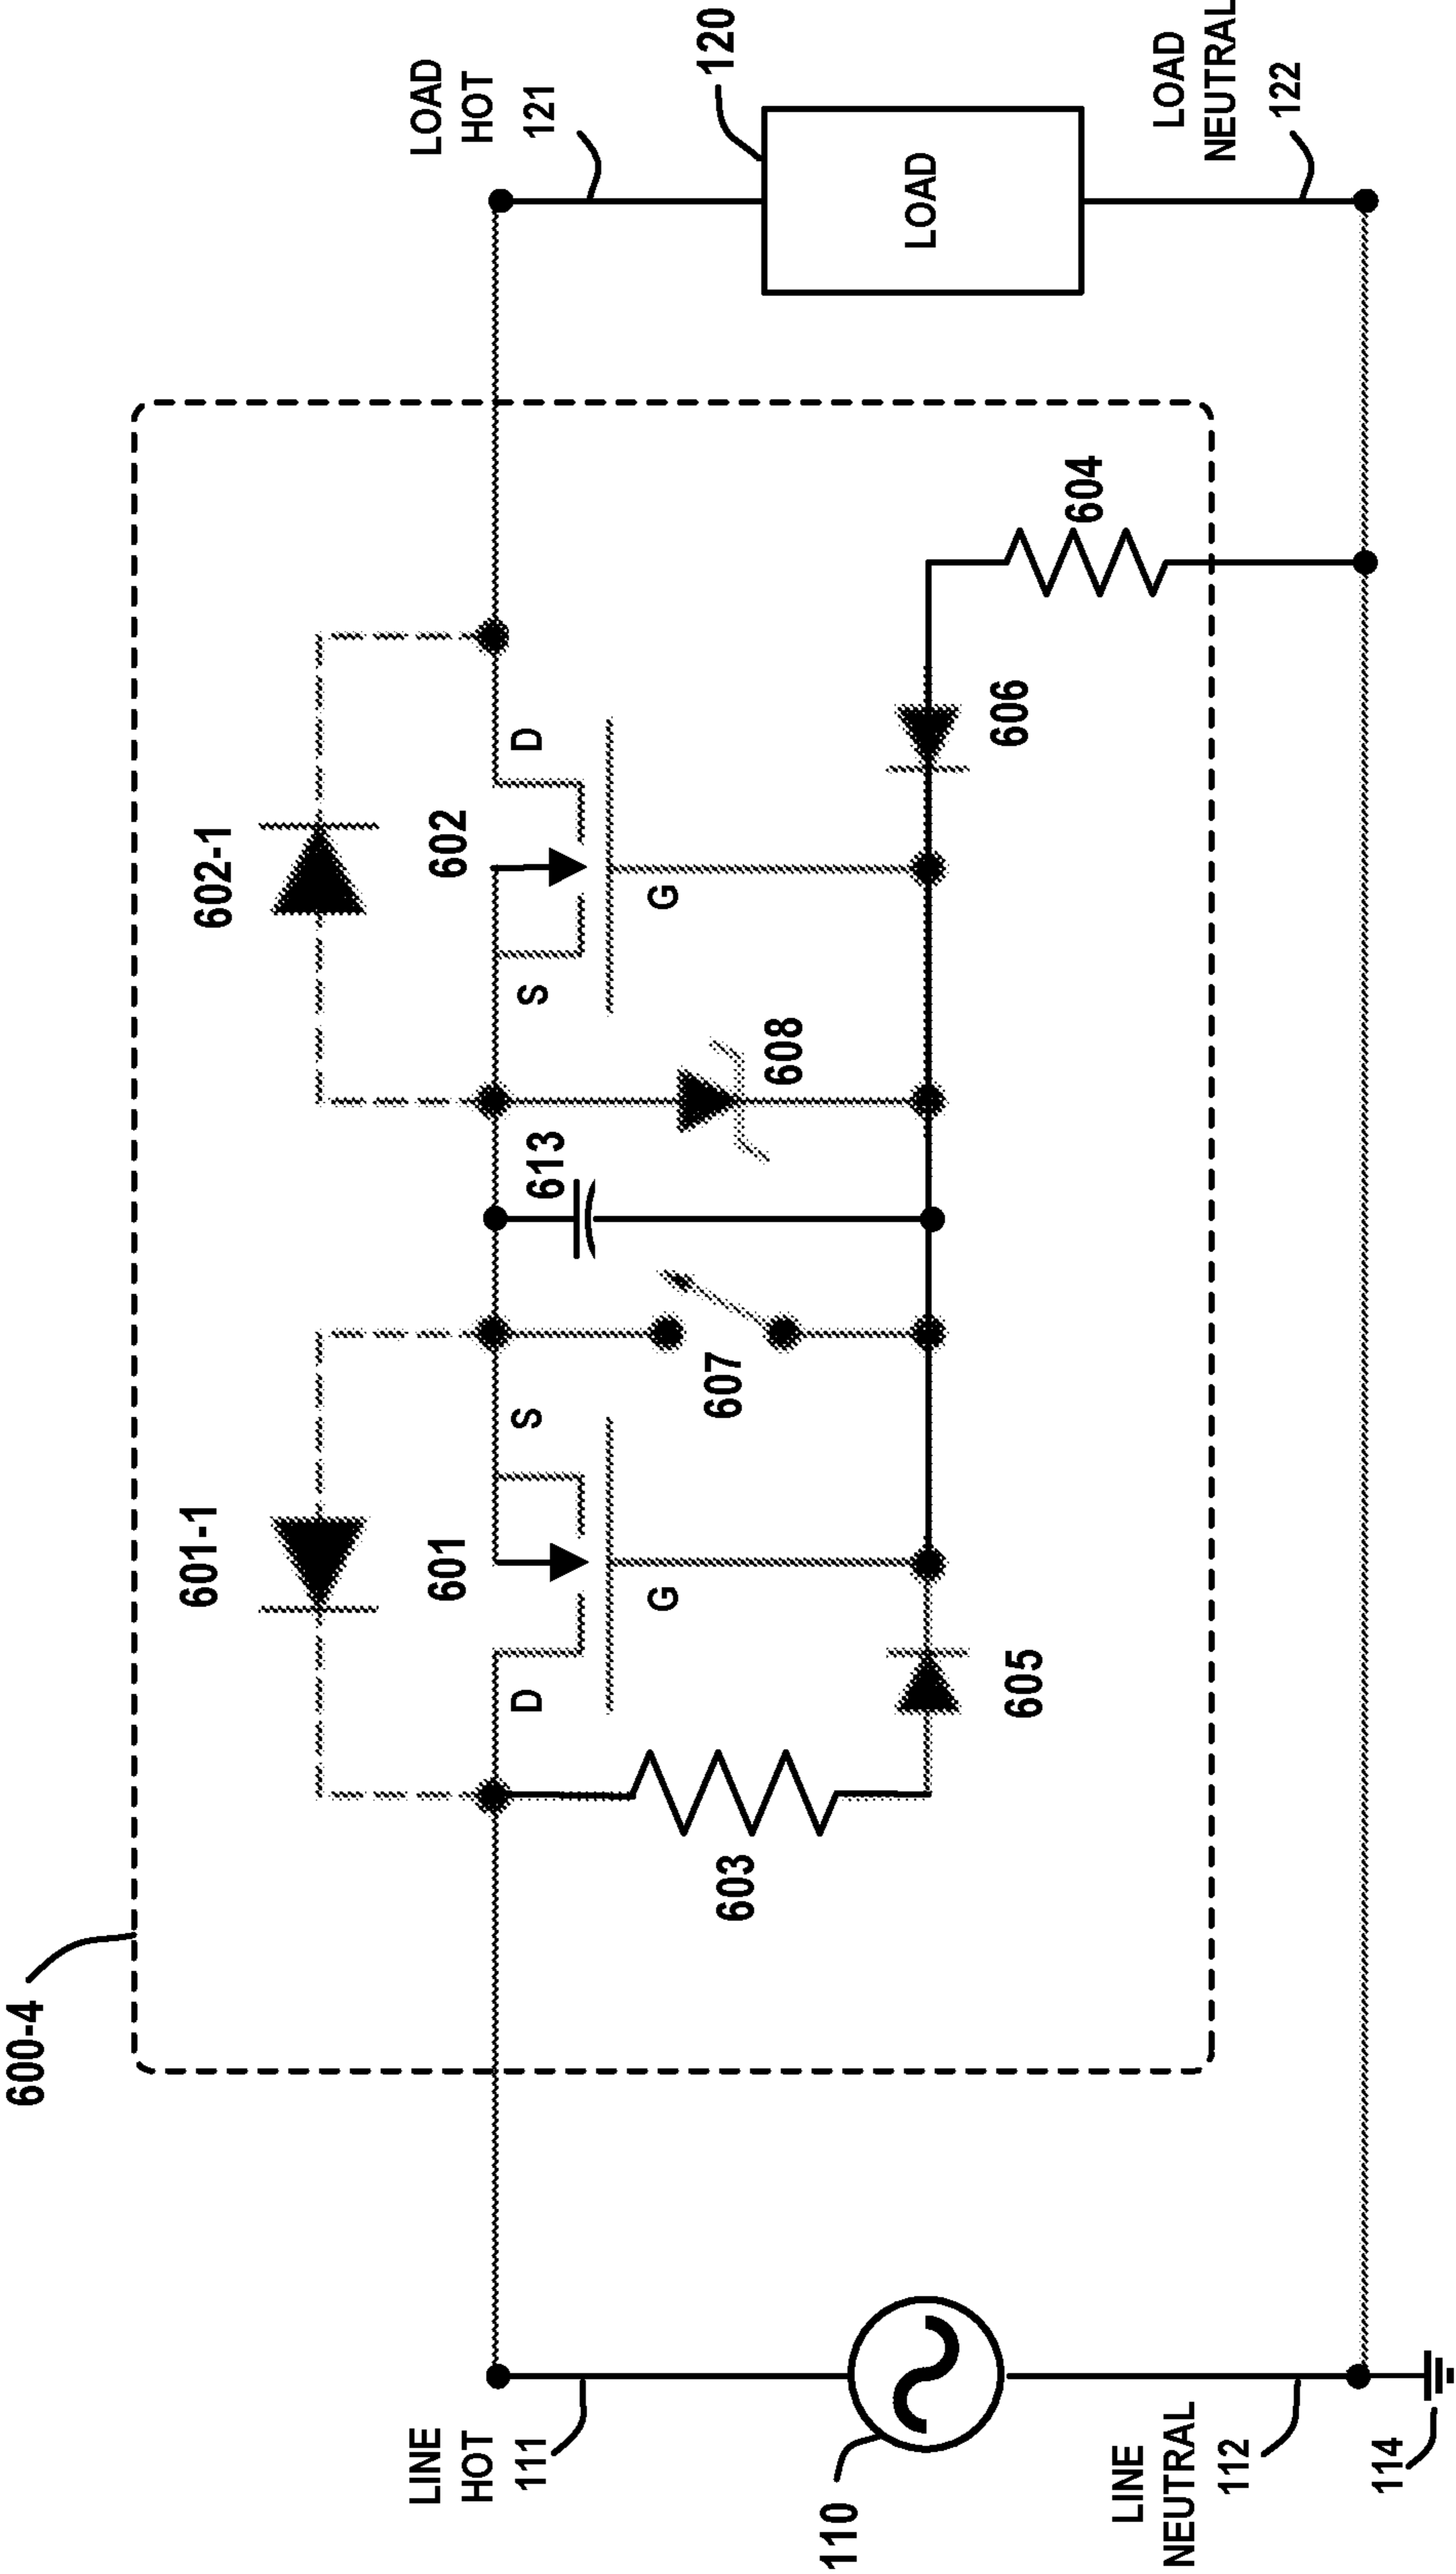 600-4
601-1
602-1
LINE
HOT
111
601
602
LOAD
HOT
121
D
S
S
D
G
G
613
603
607
608
120
LOAD
110
605
606
604
LINE
NEUTRAL
112
LOAD
NEUTRAL
122
114